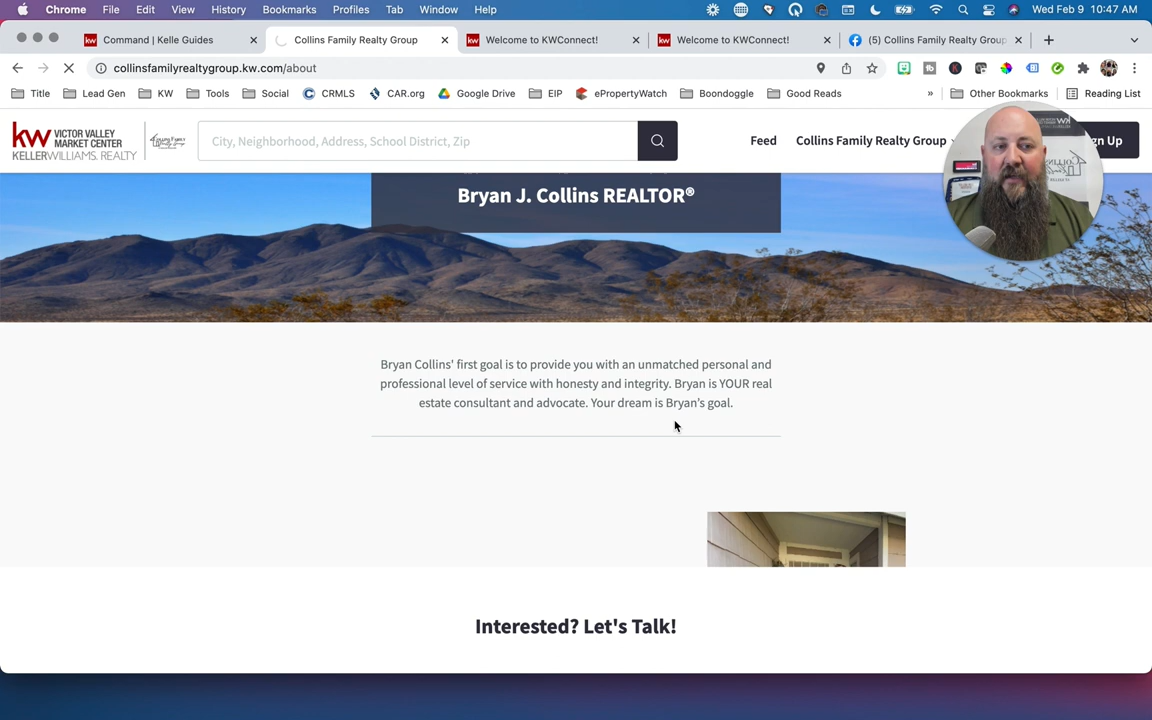 Chrome File Edit View History Bookmarks Profiles Tab Window Help Wed Feb 9 10:47 AM
Command | Kelle Guides Collins Family Realty Group Welcome to KWConnect! Welcome to KWConnect! (5) Collins Family Realty Group
collinsfamilyrealtygroup.kw.com/about
Title Lead Gen KW Tools Social CRMLS CAR.org Google Drive EIP ePropertyWatch Boondoggle Good Reads » Other Bookmarks Reading List
kw VICTOR VALLEY
MARKET CENTER
KELLERWILLIAMS. REALTY
City, Neighborhood, Address, School District, Zip
Feed Collins Family Realty Group gn Up
Bryan J. Collins REALTOR®
Bryan Collins' first goal is to provide you with an unmatched personal and
professional level of service with honesty and integrity. Bryan is YOUR real
estate consultant and advocate. Your dream is Bryan's goal.
Interested? Let's Talk!